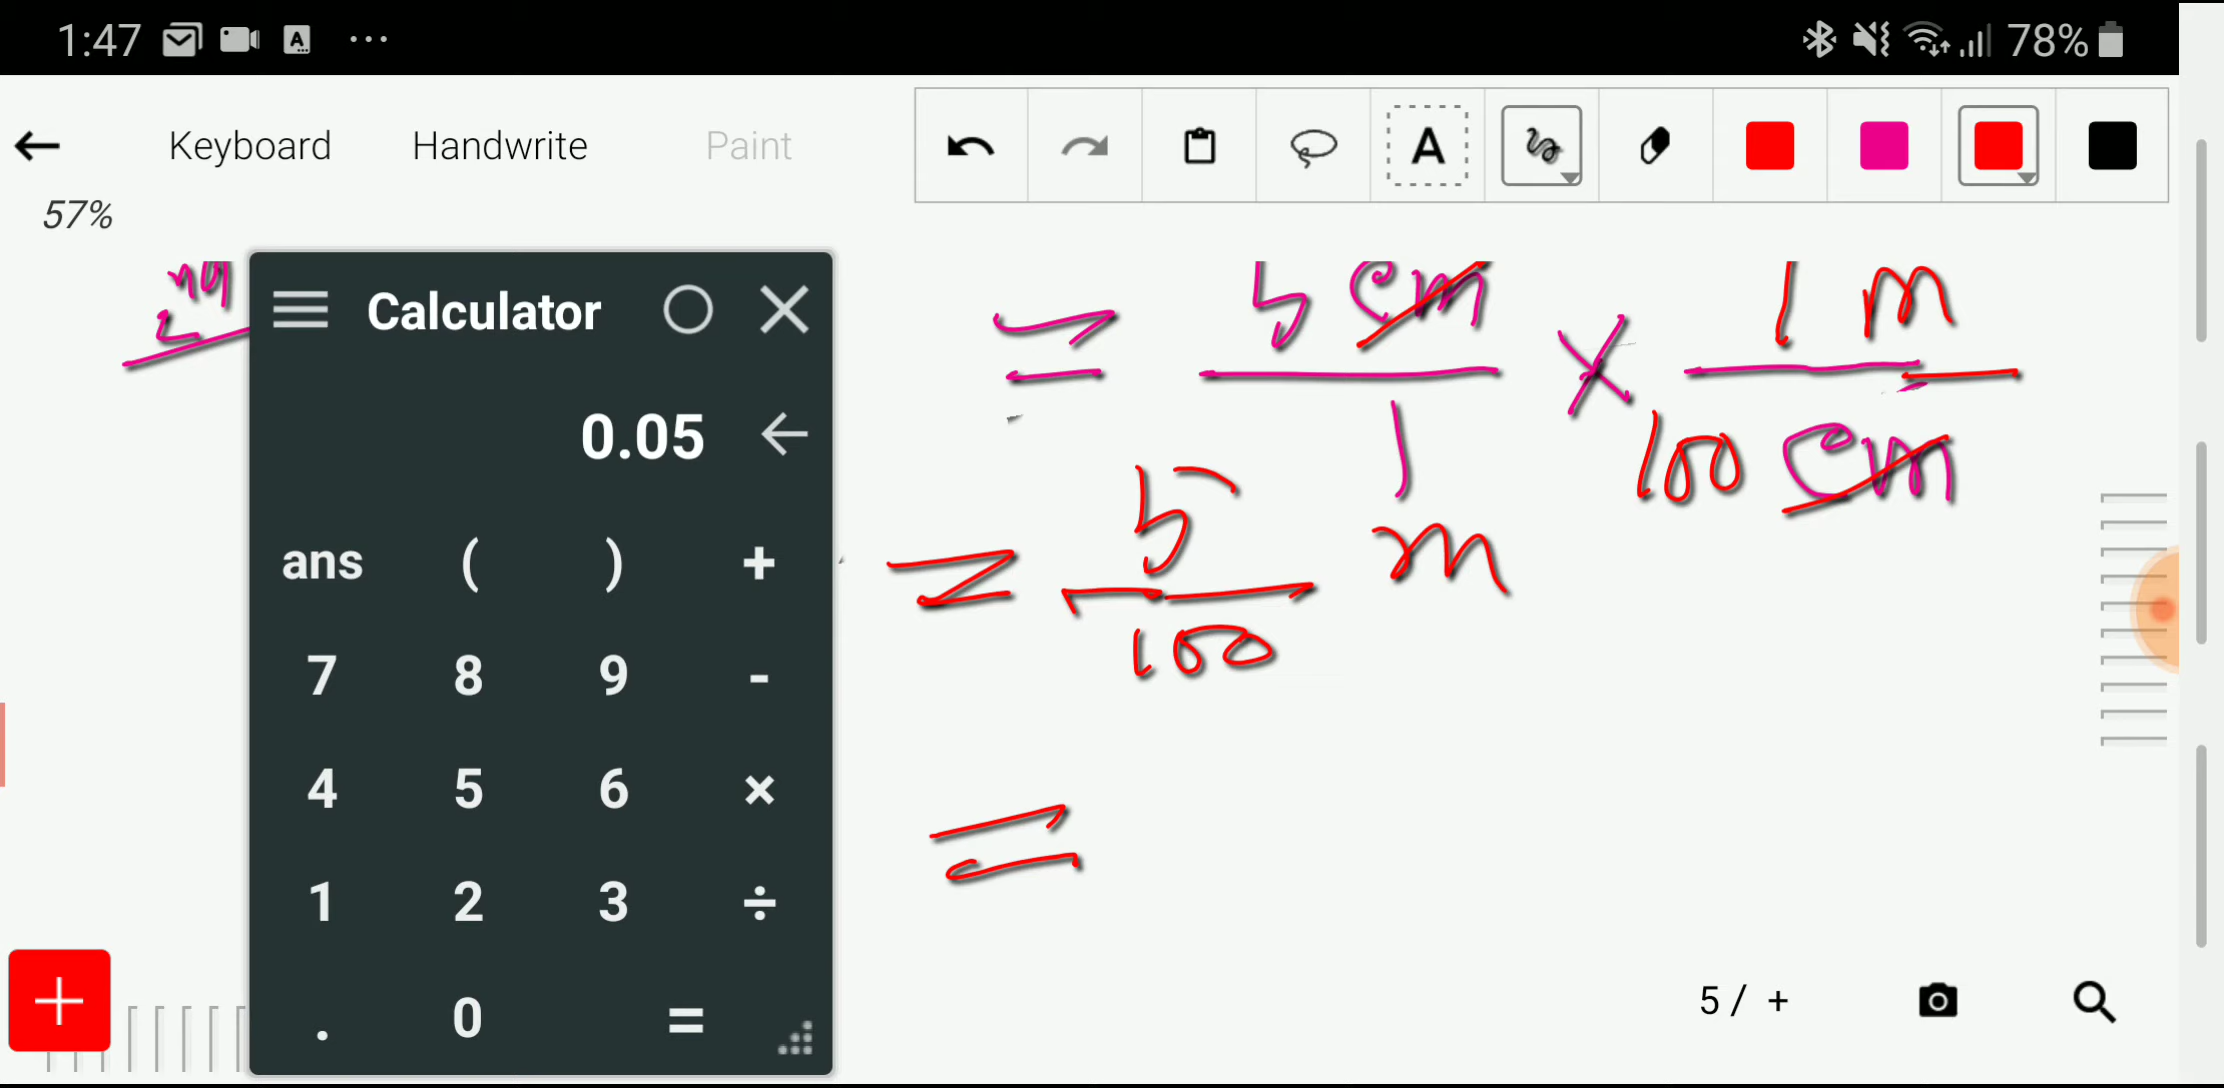 1:47 78%
Keyboard Handwrite Paint A
57%
2nd
Calculator
0.05
ans ( ) +
7 8 9 -
4 5 6 ×
1 2 3 ÷
. 0 =
= 5 cm / 1 × 1 m / 100 cm
= 5 / 100 m
=
5 / +